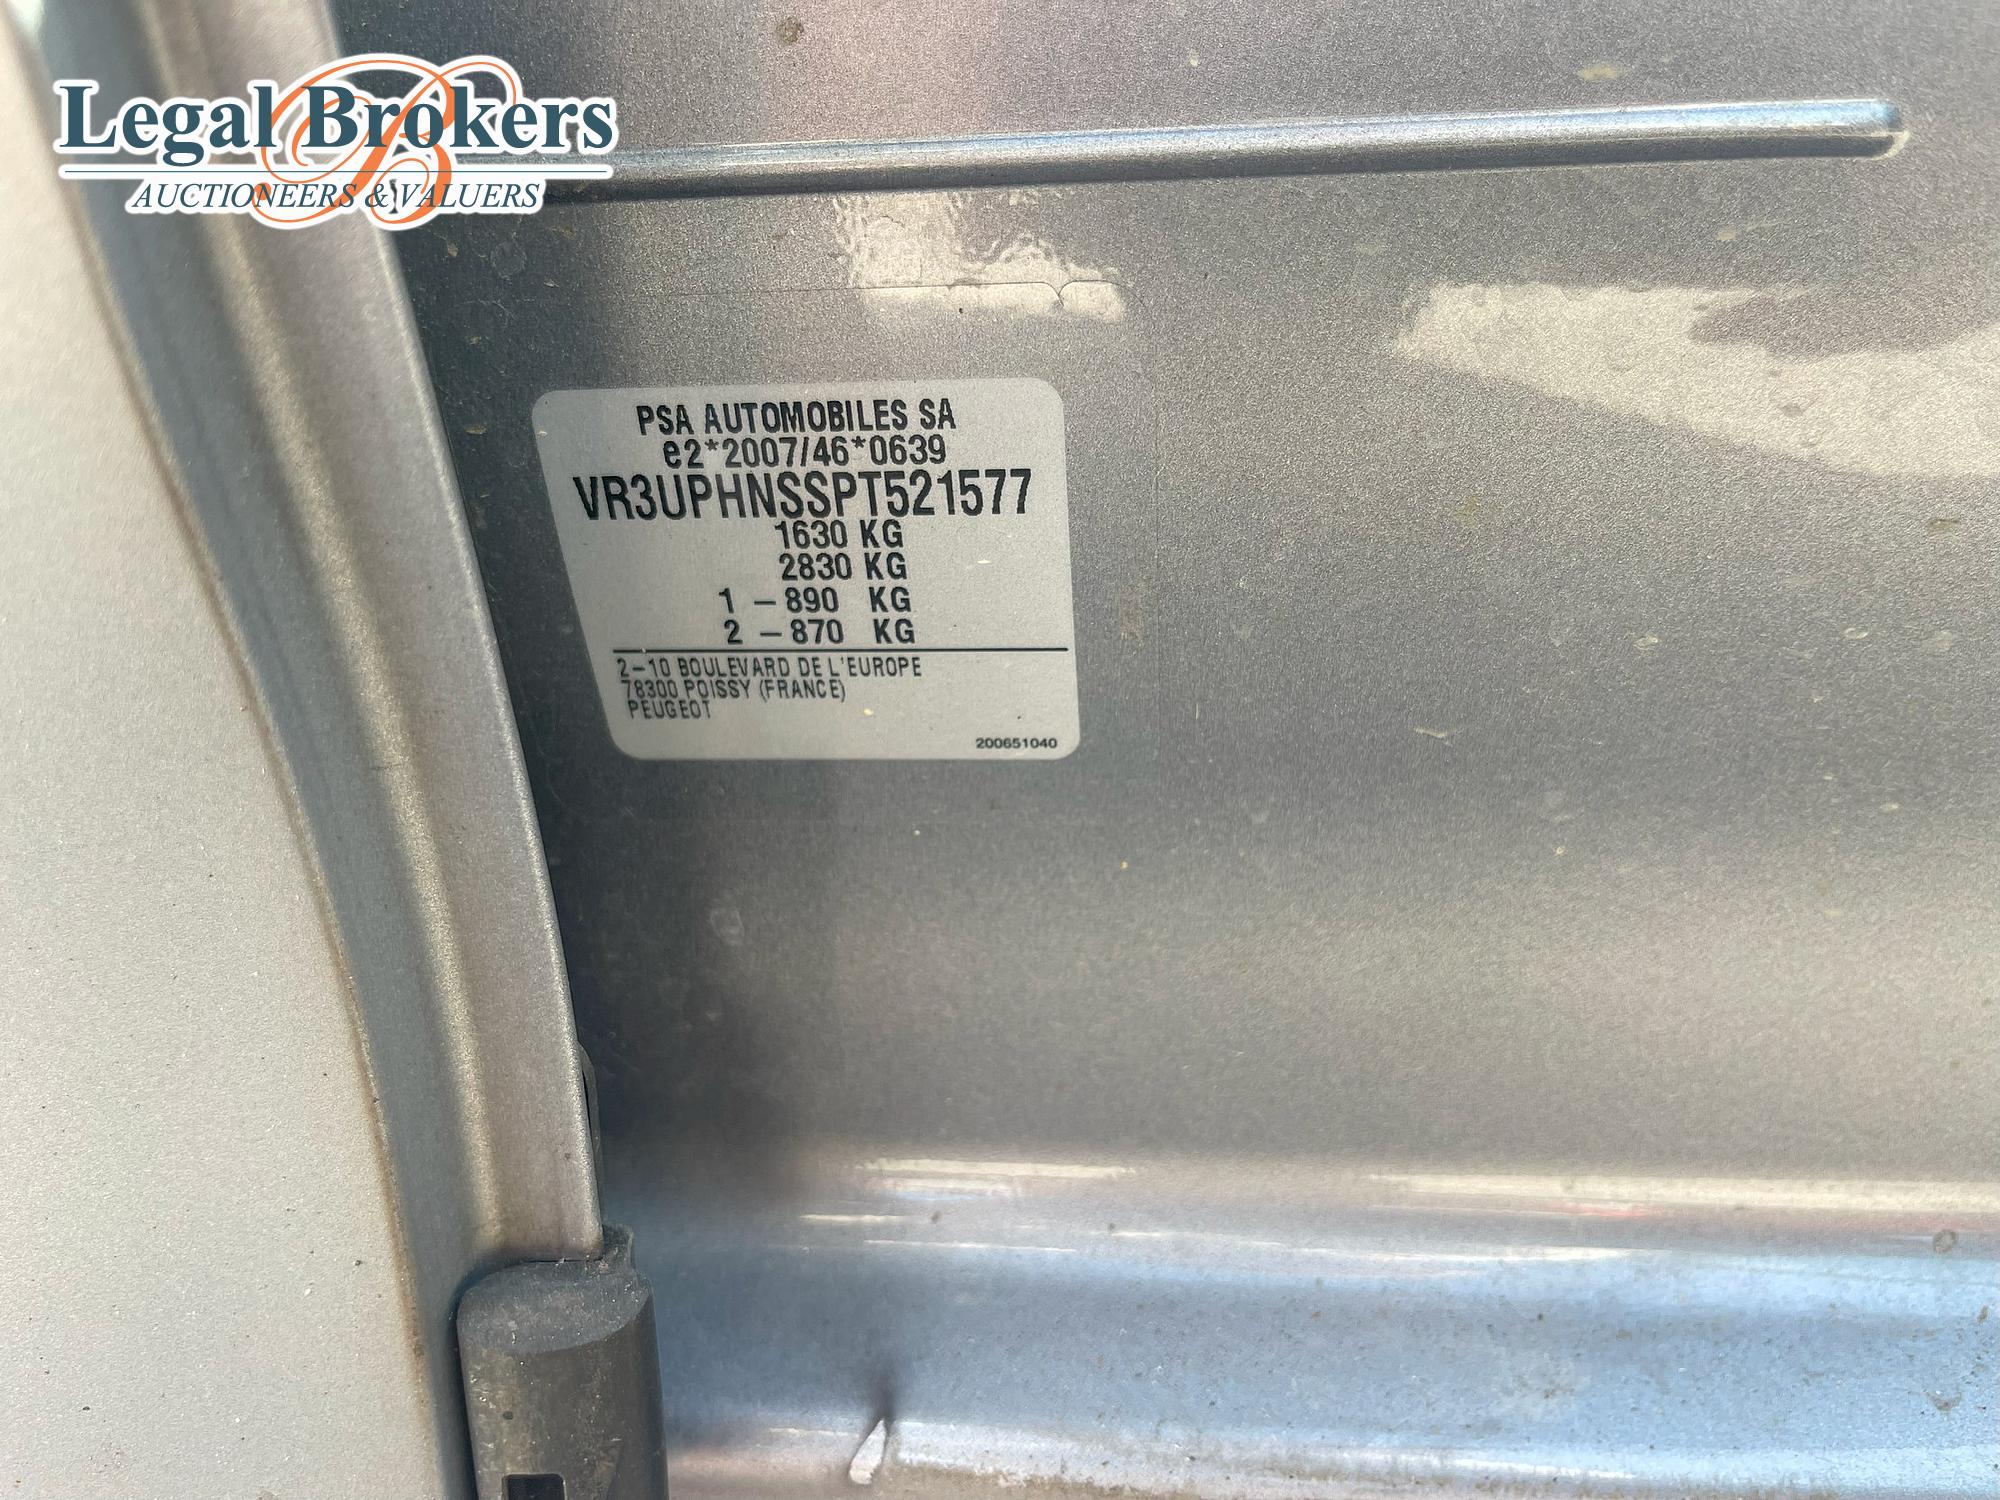 Legal Brokers
AUCTIONEERS & VALUERS
PSA AUTOMOBILES SA
e2*2007/46*0639
VR3UPHNSSPT521577
1630 KG
2830 KG
1 – 890 KG
2 – 870 KG
2–10 BOULEVARD DE L'EUROPE
78300 POISSY (FRANCE)
PEUGEOT
200651040